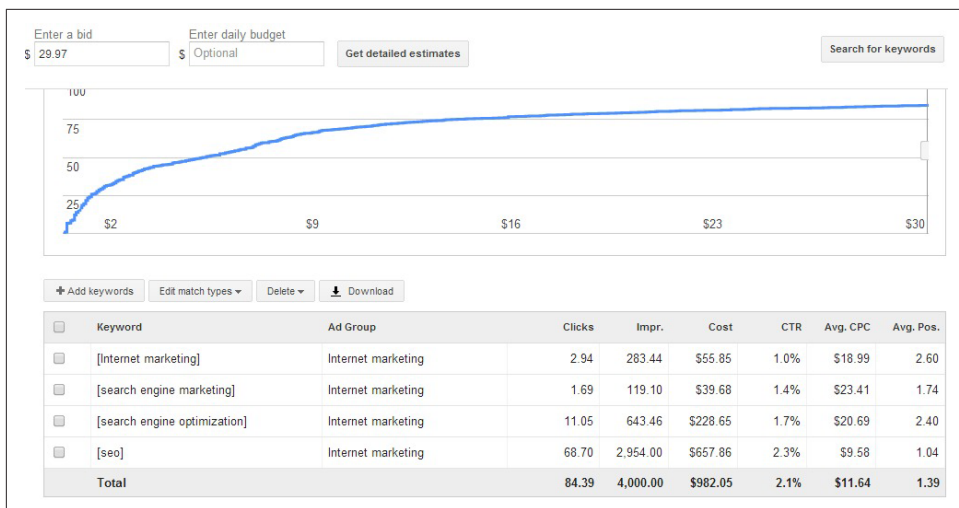 Enter a bid Enter daily budget
$ 29.97 $ Optional Get detailed estimates Search for keywords
100
75
50
25
$2 $9 $16 $23 $30
+ Add keywords Edit match types Delete Download
Keyword Ad Group Clicks Impr. Cost CTR Avg. CPC Avg. Pos.
[Internet marketing] Internet marketing 2.94 283.44 $55.85 1.0% $18.99 2.60
[search engine marketing] Internet marketing 1.69 119.10 $39.68 1.4% $23.41 1.74
[search engine optimization] Internet marketing 11.05 643.46 $228.65 1.7% $20.69 2.40
[seo] Internet marketing 68.70 2,954.00 $657.86 2.3% $9.58 1.04
Total 84.39 4,000.00 $982.05 2.1% $11.64 1.39